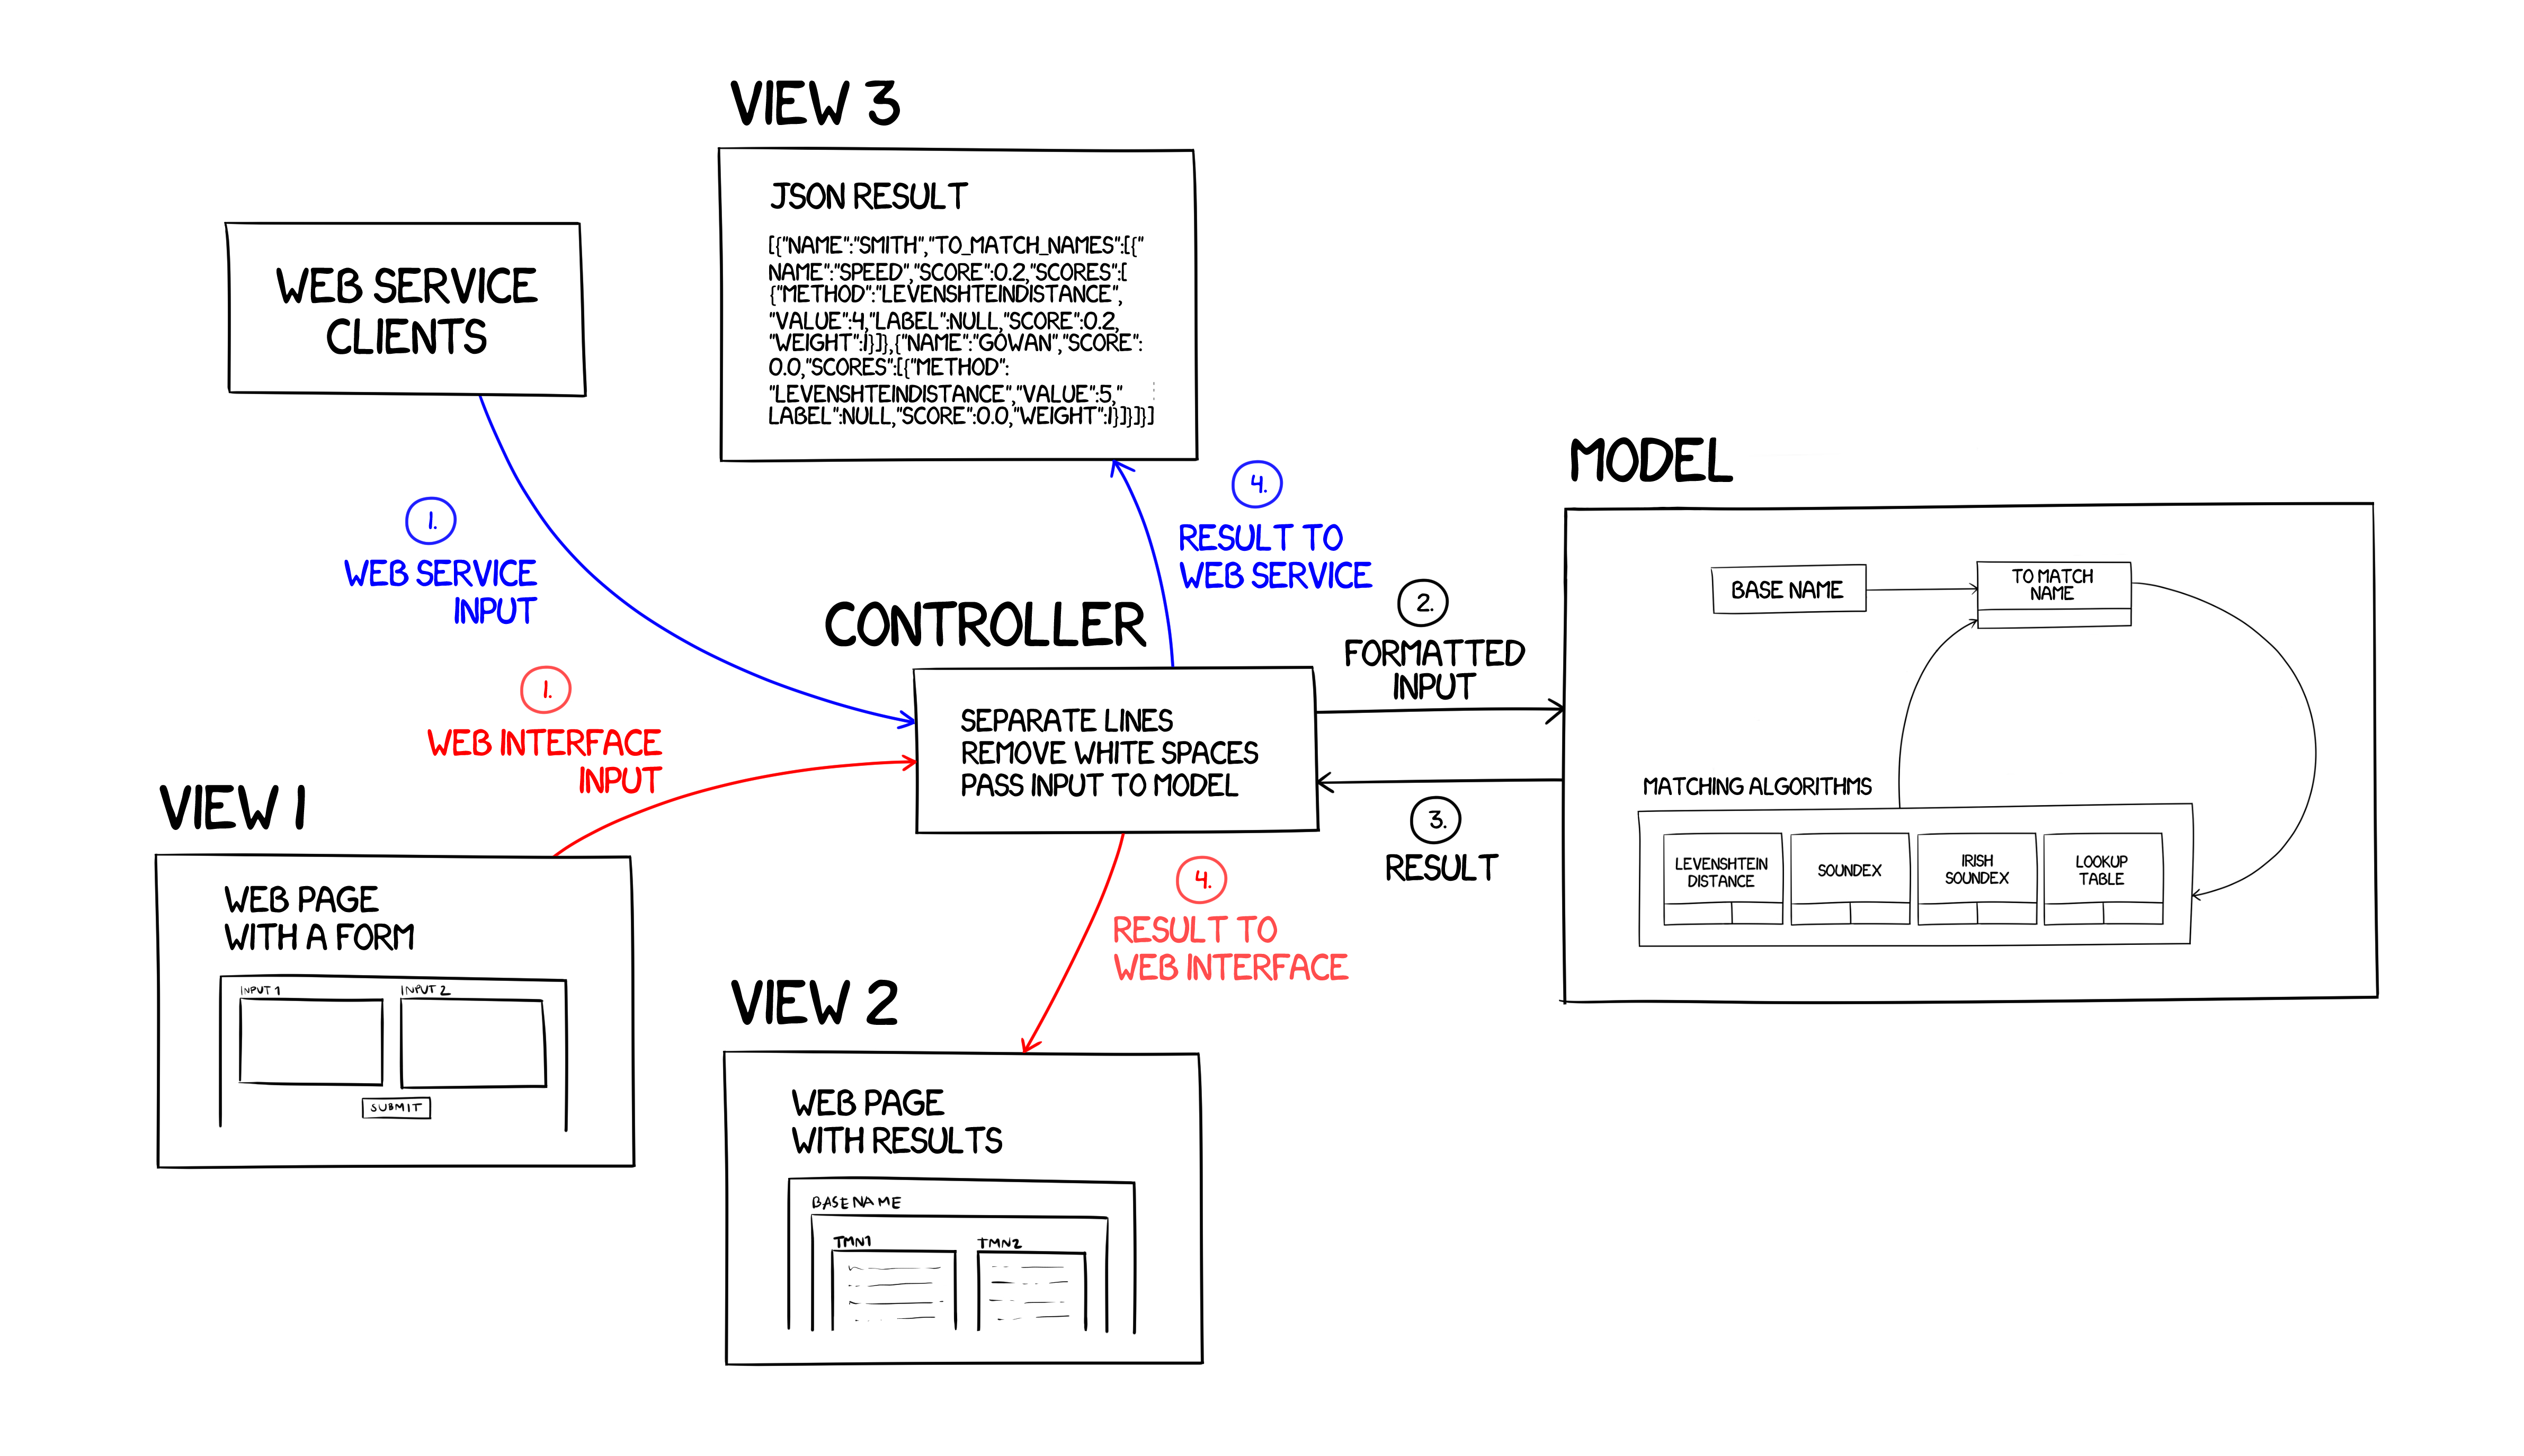 VIEW 3
JSON RESULT
[{"NAME":"SMITH","TO_MATCH_NAMES":[{"
NAME":"SPEED","SCORE":0.2,"SCORES":[
{"METHOD":"LEVENSHTEINDISTANCE",
"VALUE":4,"LABEL":NULL,"SCORE":0.2,
"WEIGHT":1}]},{"NAME":"GOWAN","SCORE":
0.0,"SCORES":[{"METHOD":
"LEVENSHTEINDISTANCE","VALUE":5,"
LABEL":NULL,"SCORE":0.0,"WEIGHT":1}]}]}]
WEB SERVICE
CLIENTS
1.
WEB SERVICE
INPUT
4.
RESULT TO
WEB SERVICE
1.
WEB INTERFACE
INPUT
CONTROLLER
SEPARATE LINES
REMOVE WHITE SPACES
PASS INPUT TO MODEL
2.
FORMATTED
INPUT
3.
RESULT
MODEL
BASE NAME
TO MATCH
NAME
MATCHING ALGORITHMS
LEVENSHTEIN
DISTANCE
SOUNDEX
IRISH
SOUNDEX
LOOKUP
TABLE
VIEW 1
WEB PAGE
WITH A FORM
INPUT 1
INPUT 2
SUBMIT
4.
RESULT TO
WEB INTERFACE
VIEW 2
WEB PAGE
WITH RESULTS
BASE NAME
TMN1
TMN2